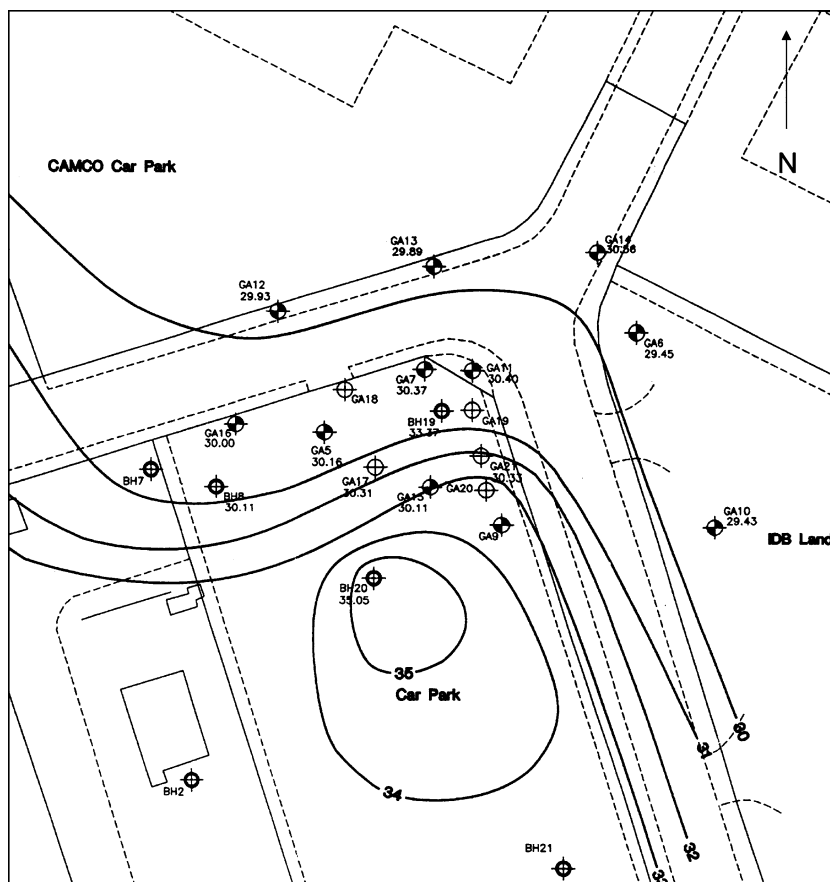 N
CAMCO Car Park
GA13
29.89
GA14
30.56
GA12
29.93
GA6
29.45
GA7
30.37
GA11
30.40
GA18
GA16
30.00
GA5
30.16
BH19
33.37
GA19
BH7
BH8
30.11
GA17
30.31
GA15
30.11
GA21
30.33
GA20
GA9
GA10
29.43
IDB Land
BH20
35.05
35
Car Park
30
31
34
BH2
32
BH21